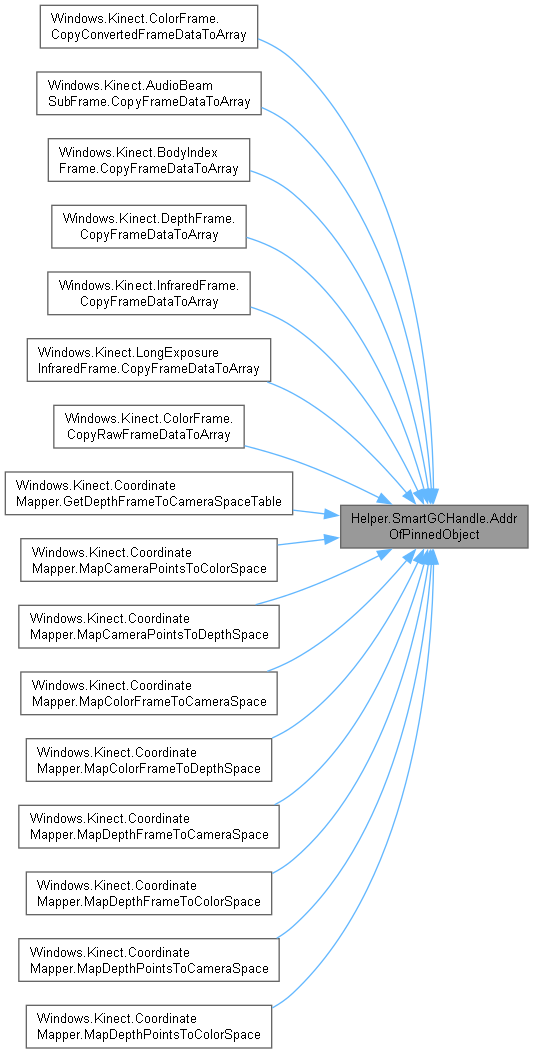 Windows.Kinect.ColorFrame.
CopyConvertedFrameDataToArray
Windows.Kinect.AudioBeam
SubFrame.CopyFrameDataToArray
Windows.Kinect.BodyIndex
Frame.CopyFrameDataToArray
Windows.Kinect.DepthFrame.
CopyFrameDataToArray
Windows.Kinect.InfraredFrame.
CopyFrameDataToArray
Windows.Kinect.LongExposure
InfraredFrame.CopyFrameDataToArray
Windows.Kinect.ColorFrame.
CopyRawFrameDataToArray
Windows.Kinect.Coordinate
Mapper.GetDepthFrameToCameraSpaceTable
Helper.SmartGCHandle.Addr
OfPinnedObject
Windows.Kinect.Coordinate
Mapper.MapCameraPointsToColorSpace
Windows.Kinect.Coordinate
Mapper.MapCameraPointsToDepthSpace
Windows.Kinect.Coordinate
Mapper.MapColorFrameToCameraSpace
Windows.Kinect.Coordinate
Mapper.MapColorFrameToDepthSpace
Windows.Kinect.Coordinate
Mapper.MapDepthFrameToCameraSpace
Windows.Kinect.Coordinate
Mapper.MapDepthFrameToColorSpace
Windows.Kinect.Coordinate
Mapper.MapDepthPointsToCameraSpace
Windows.Kinect.Coordinate
Mapper.MapDepthPointsToColorSpace